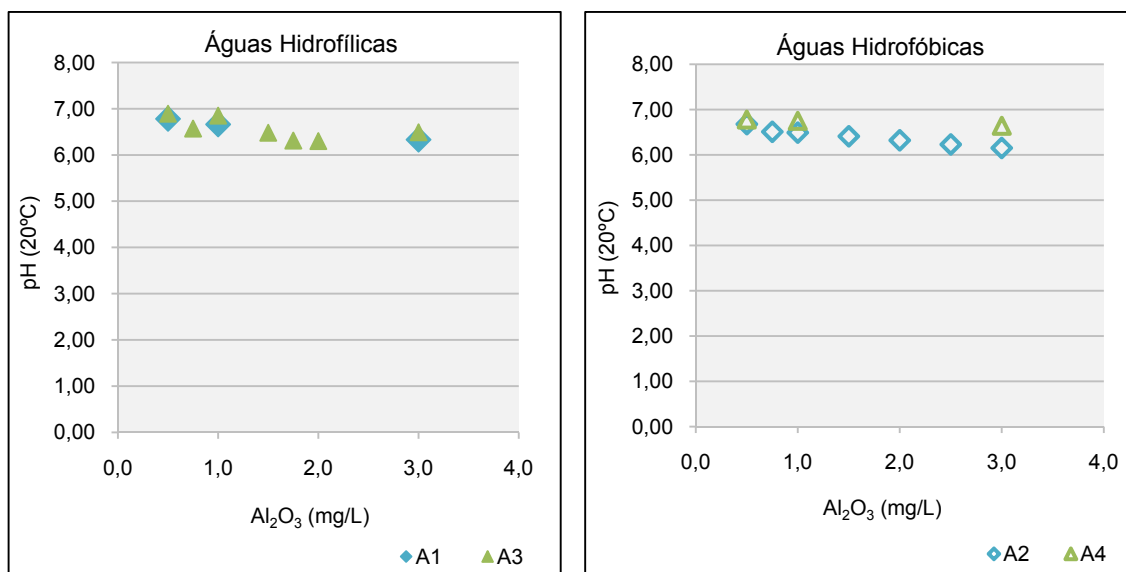 Águas Hidrofílicas
8,00
7,00
6,00
5,00
4,00
3,00
2,00
1,00
0,00
pH (20ºC)
0,0 1,0 2,0 3,0 4,0
Al₂O₃ (mg/L)
A1 A3
Águas Hidrofóbicas
8,00
7,00
6,00
5,00
4,00
3,00
2,00
1,00
0,00
pH (20ºC)
0,0 1,0 2,0 3,0 4,0
Al₂O₃ (mg/L)
A2 A4